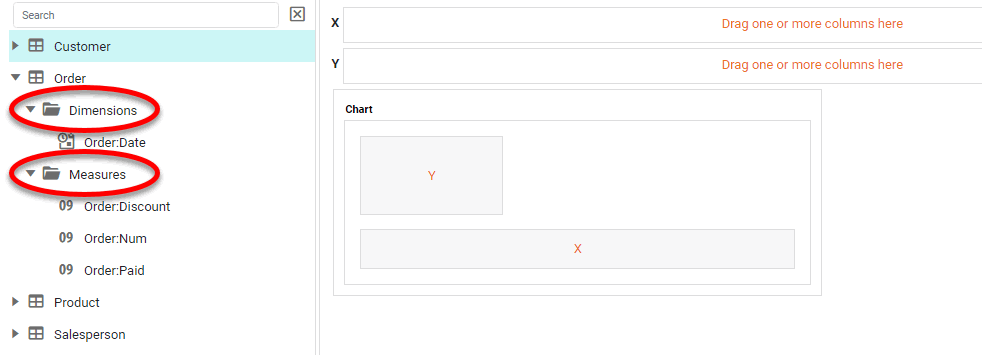 Search
Customer
Order
Dimensions
Order:Date
Measures
09 Order:Discount
09 Order:Num
09 Order:Paid
Product
Salesperson
X Drag one or more columns here
Y Drag one or more columns here
Chart
Y
X